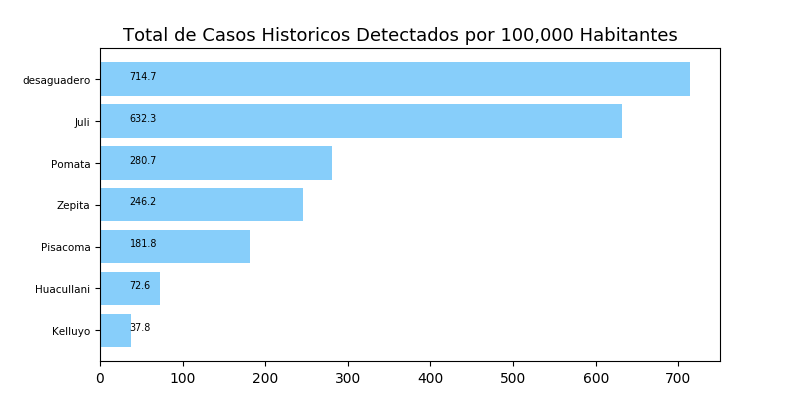 Total de Casos Historicos Detectados por 100,000 Habitantes
desaguadero 714.7
Juli 632.3
Pomata 280.7
Zepita 246.2
Pisacoma 181.8
Huacullani 72.6
Kelluyo 37.8
0 100 200 300 400 500 600 700